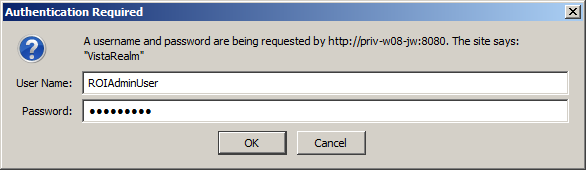 Authentication Required
A username and password are being requested by http://priv-w08-jw:8080. The site says:
"VistaRealm"
User Name: ROIAdminUser
Password: •••••••••
OK Cancel